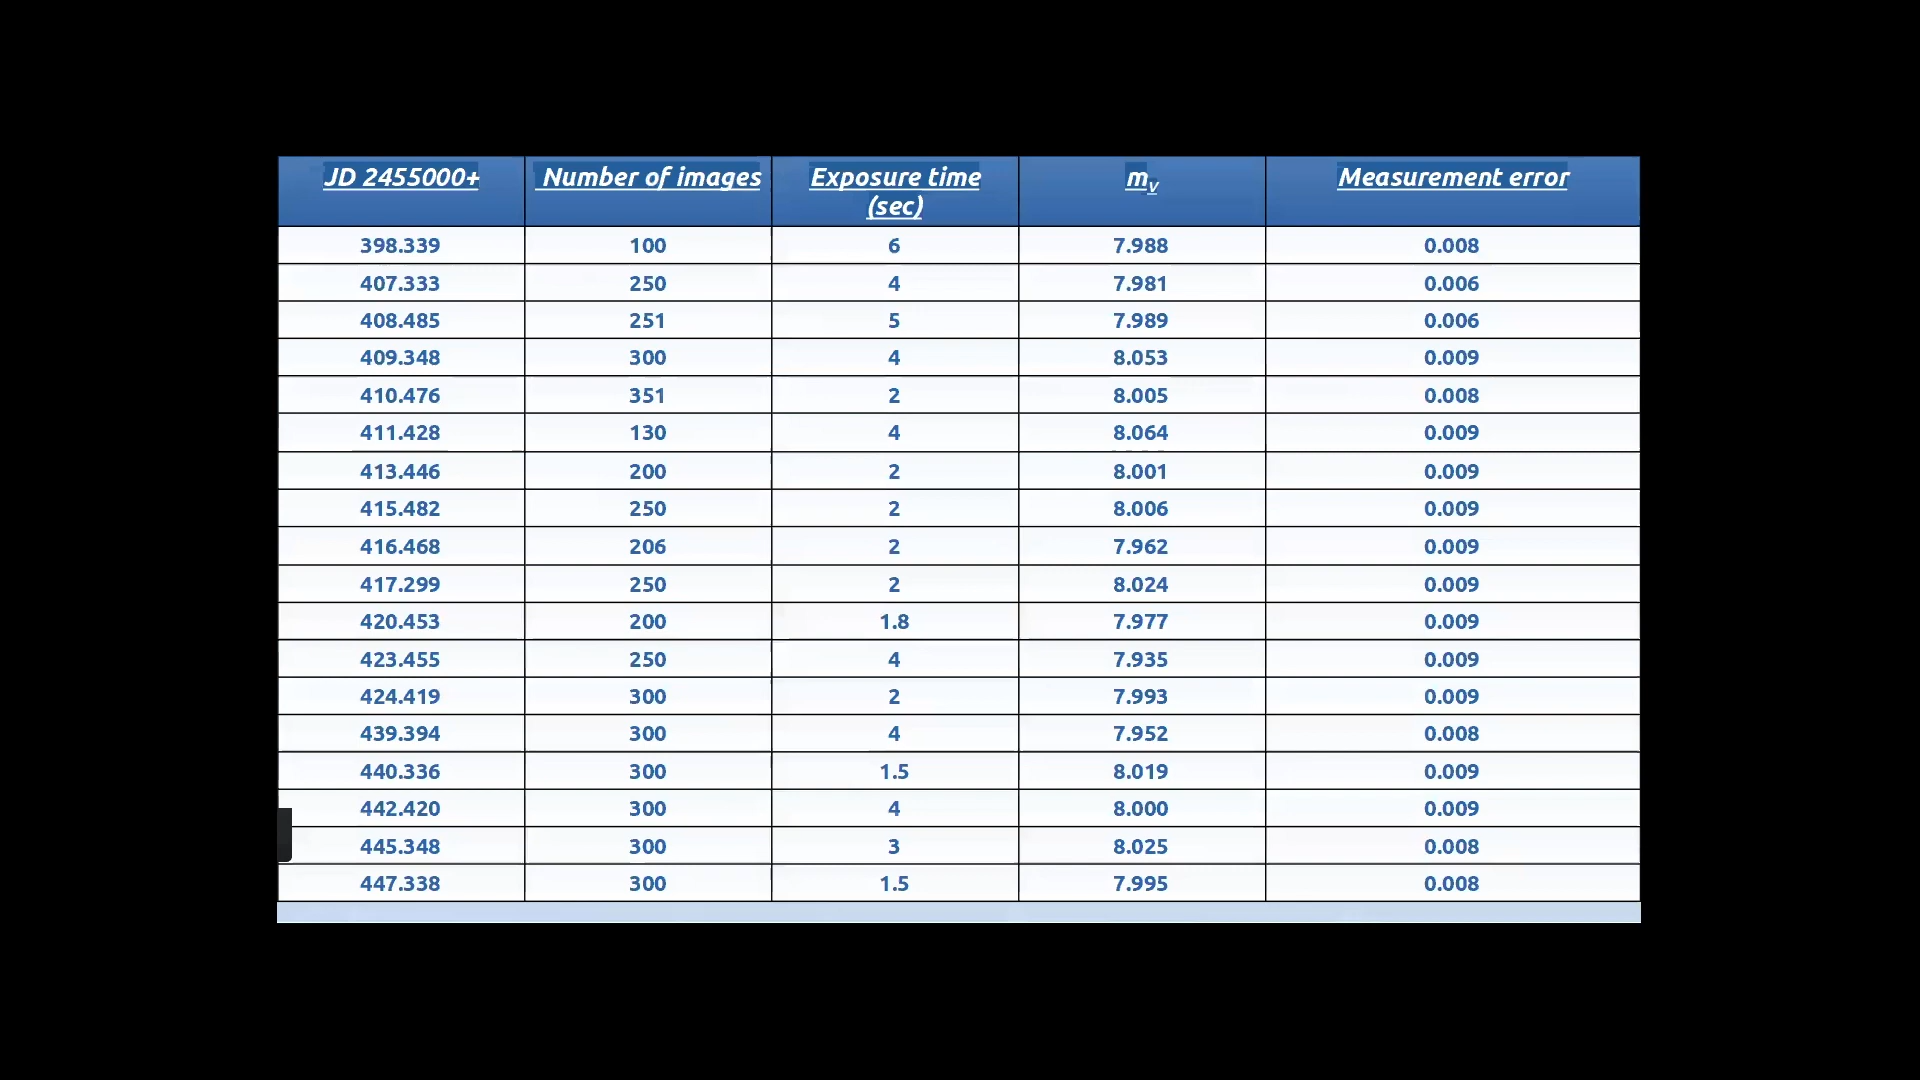 JD 2455000+ Number of images Exposure time (sec) mV Measurement error
398.339 100 6 7.988 0.008
407.333 250 4 7.981 0.006
408.485 251 5 7.989 0.006
409.348 300 4 8.053 0.009
410.476 351 2 8.005 0.008
411.428 130 4 8.064 0.009
413.446 200 2 8.001 0.009
415.482 250 2 8.006 0.009
416.468 206 2 7.962 0.009
417.299 250 2 8.024 0.009
420.453 200 1.8 7.977 0.009
423.455 250 4 7.935 0.009
424.419 300 2 7.993 0.009
439.394 300 4 7.952 0.008
440.336 300 1.5 8.019 0.009
442.420 300 4 8.000 0.009
445.348 300 3 8.025 0.008
447.338 300 1.5 7.995 0.008